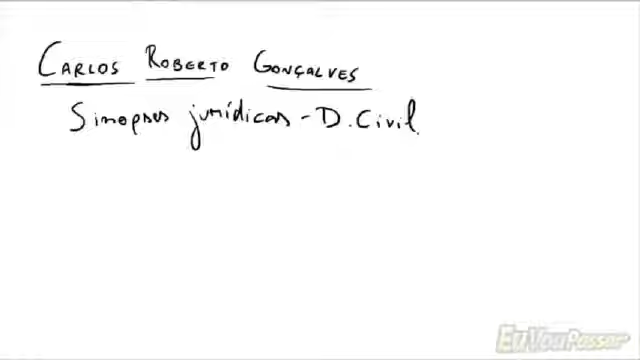 CARLOS ROBERTO GONÇALVES
Sinopses jurídicas - D. Civil
EuVouPassar